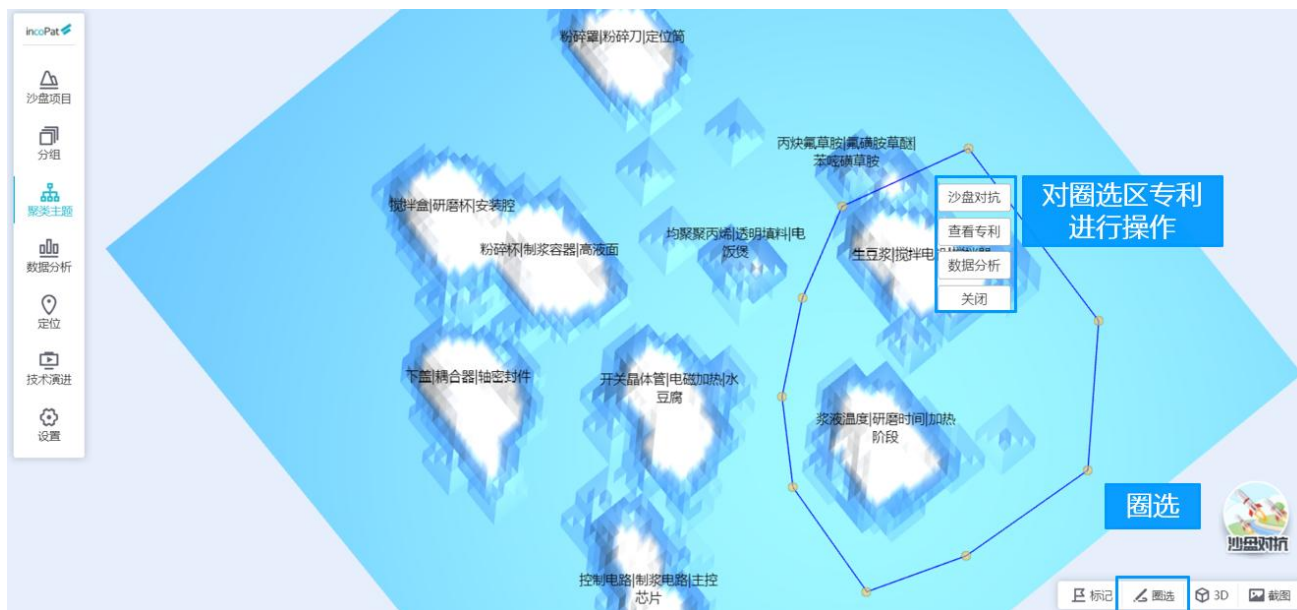 incoPat
沙盘项目
分组
聚类主题
数据分析
定位
技术演进
设置
粉碎罩|粉碎刀|定位筒
丙炔氟草胺|氟磺胺草醚|
苯嘧磺草胺
搅拌盒|研磨杯|安装腔
粉碎杯|制浆容器|高液面
均聚聚丙烯|透明填料|电
饭煲
生豆浆|搅拌电
沙盘对抗
查看专利
数据分析
关闭
对圈选区专利
进行操作
下盖|耦合器|轴密封件
开关晶体管|电磁加热|水
豆腐
浆液温度|研磨时间|加热
阶段
控制电路|制浆电路|主控
芯片
圈选
沙盘对抗
标记
圈选
3D
截图